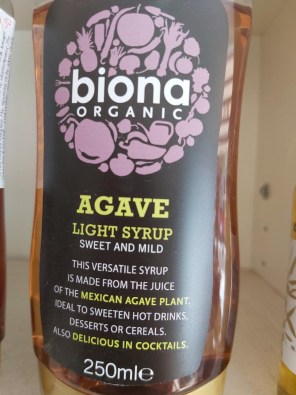 biona
ORGANIC
AGAVE
LIGHT SYRUP
SWEET AND MILD
THIS VERSATILE SYRUP
IS MADE FROM THE JUICE
OF THE MEXICAN AGAVE PLANT.
IDEAL TO SWEETEN HOT DRINKS,
DESSERTS OR CEREALS.
ALSO DELICIOUS IN COCKTAILS.
250ml℮